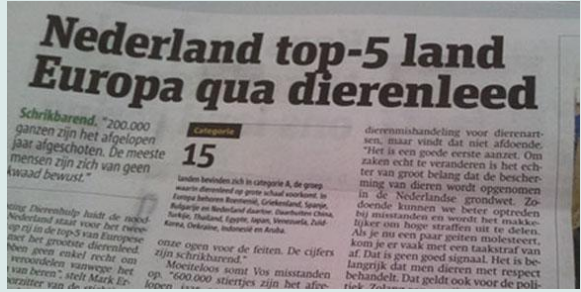 Nederland top-5 land
Europa qua dierenleed
Schrikbarend. "200.000
ganzen zijn het afgelopen
jaar afgeschoten. De meeste
mensen zijn zich van geen
kwaad bewust."
ting Dierenhulp luidt de nood-
Nederland staat voor het twee-
op rij in de top-5 van Europese
met het grootste dierenleed.
ben geen enkel recht om
veroordelen vanwege het
van beren", stelt Mark
van de
Categorie
15
landen bevinden zich in categorie A, de groep
waarin dierenleed op grote schaal voorkomt. In
Europa behoren Roemenië, Griekenland, Spanje,
Bulgarije en Nederland daartoe. Daarbuiten China,
Turkije, Thailand, Egypte, Japan, Venezuela, Zuid-
Korea, Oekraïne, Indonesië en Aruba.
onze ogen voor de feiten. De cijfers
zijn schrikbarend."
Moeiteloos somt Vos misstanden
op. "600.000 stiertjes zijn het afge-
dierenmishandeling voor dierenart-
sen, maar vindt dat niet afdoende.
"Het is een goede eerste aanzet. Om
zaken echt te veranderen is het ech-
ter van groot belang dat de bescher-
ming van dieren wordt opgenomen
in de Nederlandse grondwet. Zo-
doende kunnen we beter optreden
bij misstanden en wordt het makke-
lijker om hoge straffen uit te delen.
Als je nu een paar geiten molesteert,
kom je er vaak met een taakstraf van
af. Dat is geen goed signaal. Het is be-
langrijk dat mensen dieren met respect
behandelt. Dat geldt ook voor de poli-